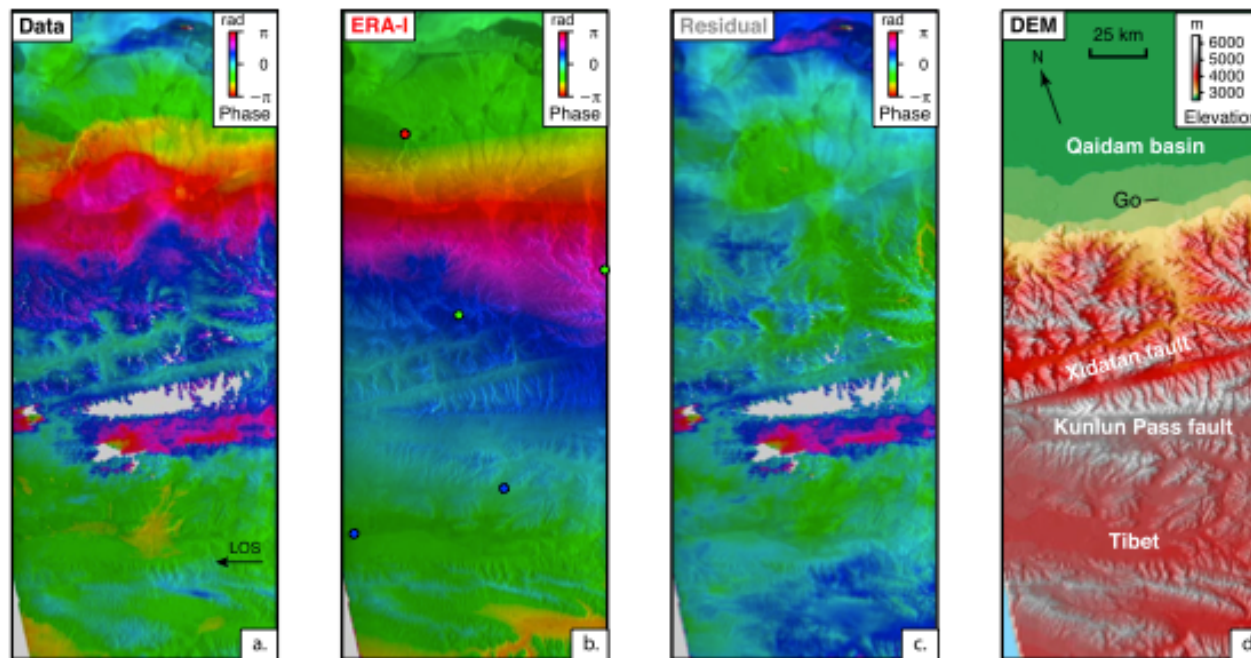 Data
rad
π
0
−π
Phase
LOS
a.
ERA-I
rad
π
0
−π
Phase
b.
Residual
rad
π
0
−π
Phase
c.
DEM
25 km
N
m
6000
5000
4000
3000
Elevation
Qaidam basin
Go
Xidatan fault
Kunlun Pass fault
Tibet
d